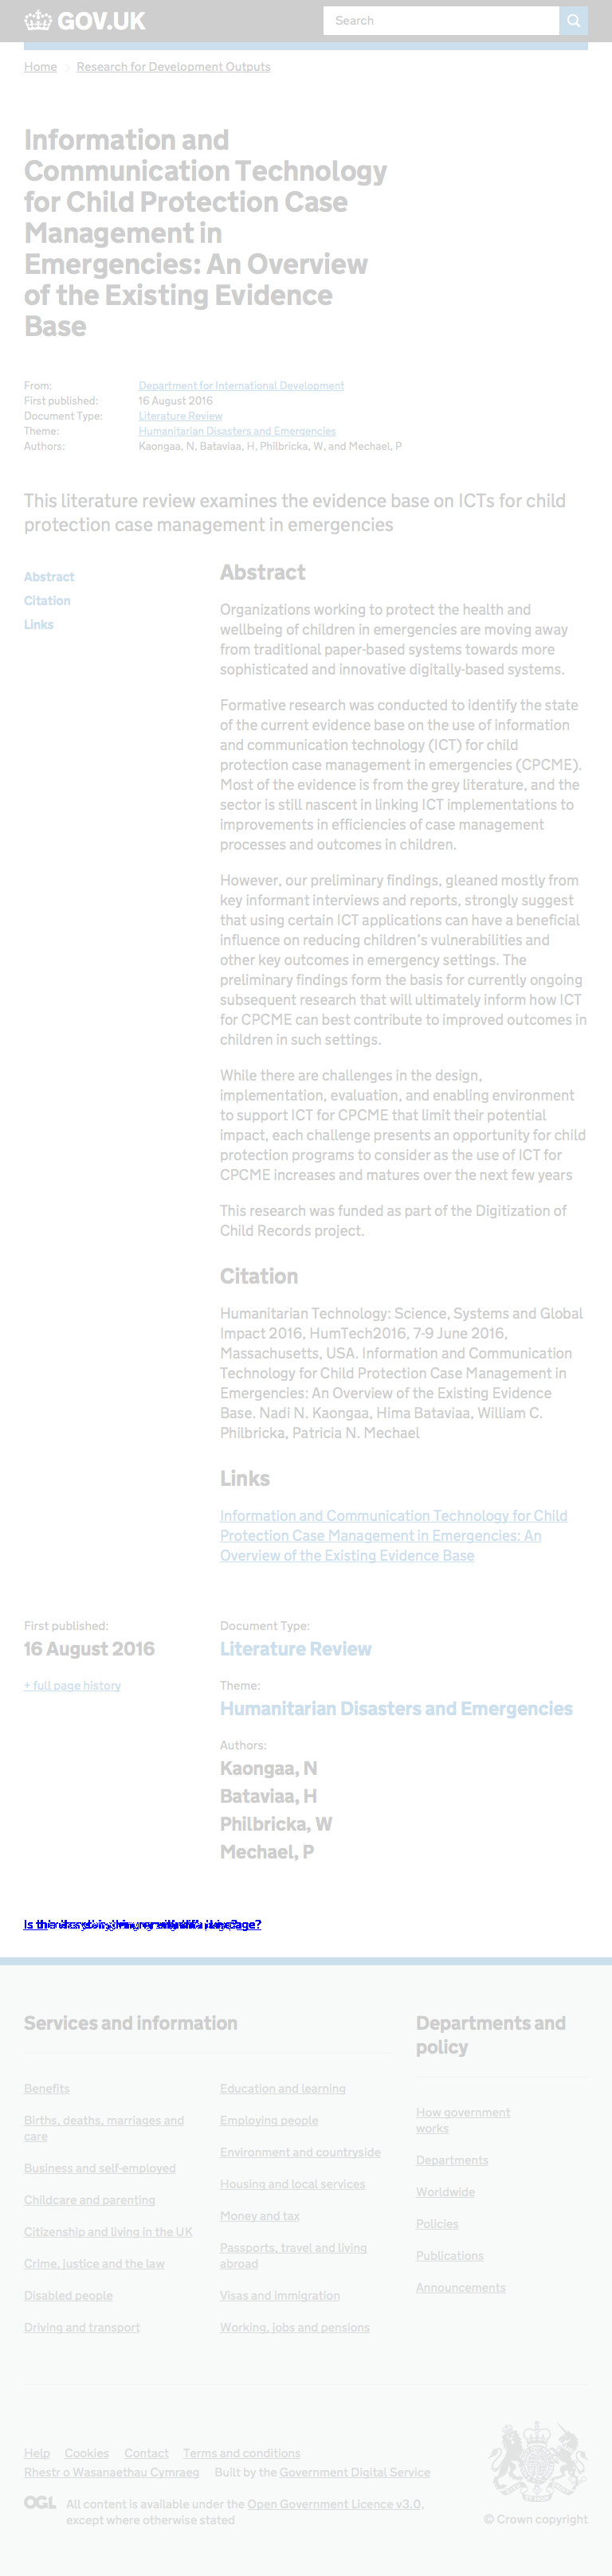 GOV.UK
Search
Home
Research for Development Outputs
Information and
Communication Technology
for Child Protection Case
Management in
Emergencies: An Overview
of the Existing Evidence
Base
From: Department for International Development
First published: 16 August 2016
Document Type: Literature Review
Theme: Humanitarian Disasters and Emergencies
Authors: Kaongaa, N, Bataviaa, H, Philbricka, W, and Mechael, P
This literature review examines the evidence base on ICTs for child
protection case management in emergencies
Abstract
Citation
Links
Abstract
Organizations working to protect the health and
wellbeing of children in emergencies are moving away
from traditional paper-based systems towards more
sophisticated and innovative digitally-based systems.
Formative research was conducted to identify the state
of the current evidence base on the use of information
and communication technology (ICT) for child
protection case management in emergencies (CPCME).
Most of the evidence is from the grey literature, and the
sector is still nascent in linking ICT implementations to
improvements in efficiencies of case management
processes and outcomes in children.
However, our preliminary findings, gleaned mostly from
key informant interviews and reports, strongly suggest
that using certain ICT applications can have a beneficial
influence on reducing children's vulnerabilities and
other key outcomes in emergency settings. The
preliminary findings form the basis for currently ongoing
subsequent research that will ultimately inform how ICT
for CPCME can best contribute to improved outcomes in
children in such settings.
While there are challenges in the design,
implementation, evaluation, and enabling environment
to support ICT for CPCME that limit their potential
impact, each challenge presents an opportunity for child
protection programs to consider as the use of ICT for
CPCME increases and matures over the next few years
This research was funded as part of the Digitization of
Child Records project.
Citation
Humanitarian Technology: Science, Systems and Global
Impact 2016, HumTech2016, 7-9 June 2016,
Massachusetts, USA. Information and Communication
Technology for Child Protection Case Management in
Emergencies: An Overview of the Existing Evidence
Base. Nadi N. Kaongaa, Hima Bataviaa, William C.
Philbricka, Patricia N. Mechael
Links
Information and Communication Technology for Child
Protection Case Management in Emergencies: An
Overview of the Existing Evidence Base
First published:
16 August 2016
+ full page history
Document Type:
Literature Review
Theme:
Humanitarian Disasters and Emergencies
Authors:
Kaongaa, N
Bataviaa, H
Philbricka, W
Mechael, P
Services and information
Benefits
Births, deaths, marriages and
care
Business and self-employed
Childcare and parenting
Citizenship and living in the UK
Crime, justice and the law
Disabled people
Driving and transport
Education and learning
Employing people
Environment and countryside
Housing and local services
Money and tax
Passports, travel and living
abroad
Visas and immigration
Working, jobs and pensions
Departments and
policy
How government
works
Departments
Worldwide
Policies
Publications
Announcements
Help Cookies Contact Terms and conditions
Rhestr o Wasanaethau Cymraeg Built by the Government Digital Service
OGL All content is available under the Open Government Licence v3.0,
except where otherwise stated
© Crown copyright